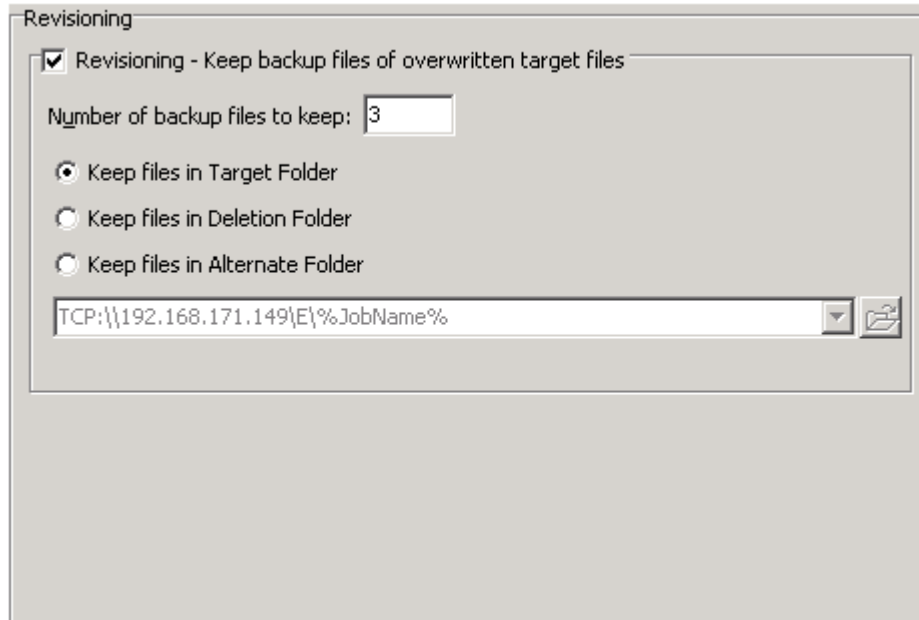 Revisioning
Revisioning - Keep backup files of overwritten target files
Number of backup files to keep: 3
Keep files in Target Folder
Keep files in Deletion Folder
Keep files in Alternate Folder
TCP:\\192.168.171.149\E\%JobName%